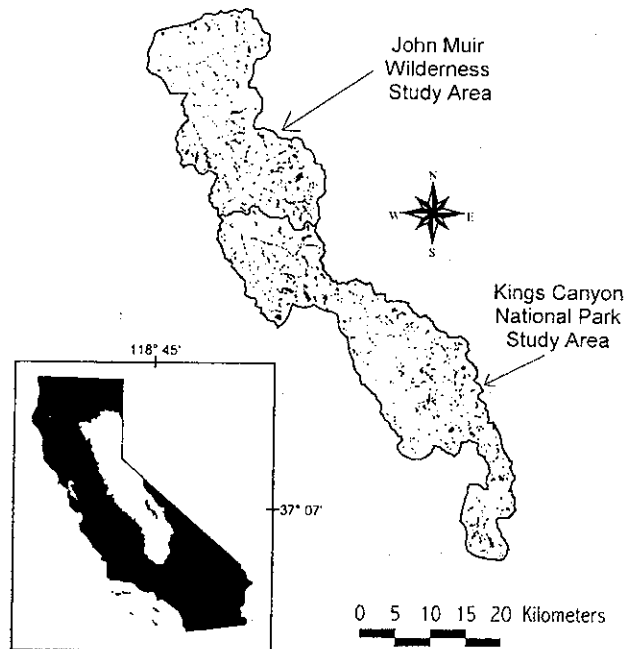 John Muir
Wilderness
Study Area
N
W E
S
Kings Canyon
National Park
Study Area
118° 45'
37° 07'
0 5 10 15 20 Kilometers